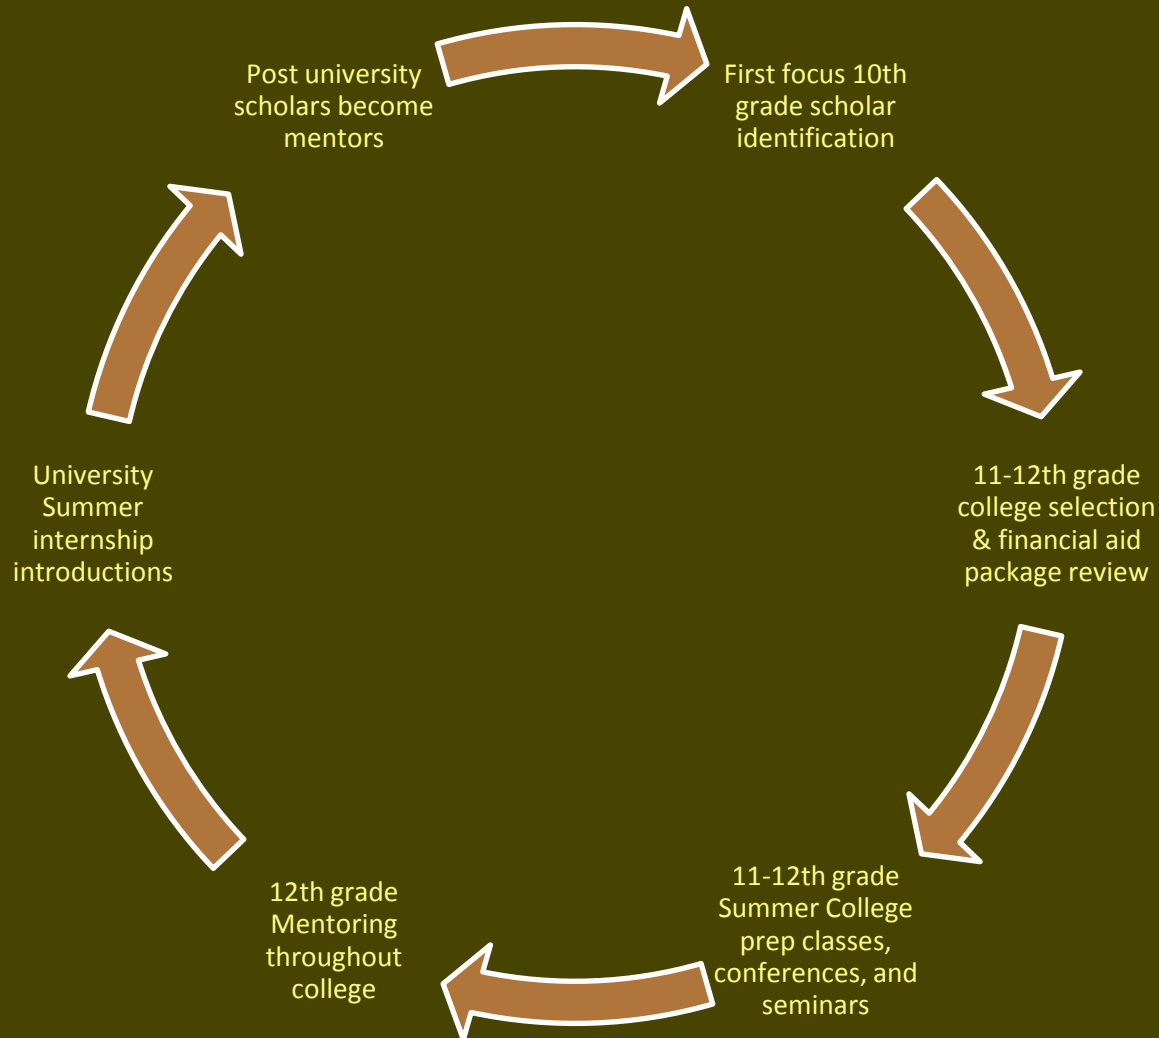 Post university
scholars become
mentors
First focus 10th
grade scholar
identification
11-12th grade
college selection
& financial aid
package review
11-12th grade
Summer College
prep classes,
conferences, and
seminars
12th grade
Mentoring
throughout
college
University
Summer
internship
introductions